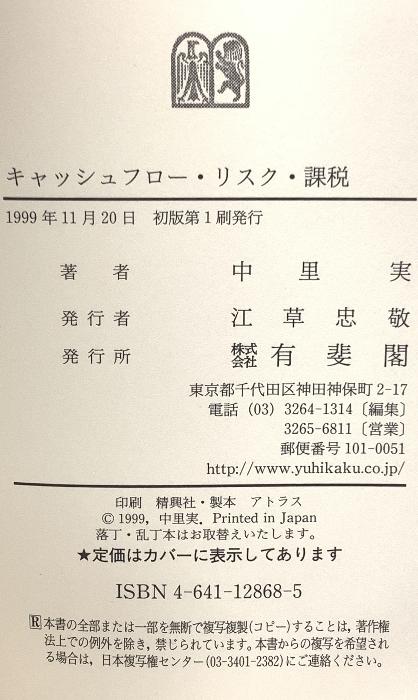 キャッシュフロー・リスク・課税
1999年11月20日　初版第1刷発行
著者　中里実
発行者　江草忠敬
発行所　株式会社　有斐閣
東京都千代田区神田神保町2-17
電話 (03) 3264-1314〔編集〕
3265-6811〔営業〕
郵便番号 101-0051
http://www.yuhikaku.co.jp/
印刷　精興社・製本　アトラス
© 1999, 中里実. Printed in Japan
落丁・乱丁本はお取替えいたします。
★定価はカバーに表示してあります
ISBN 4-641-12868-5
Ⓡ本書の全部または一部を無断で複写複製(コピー)することは, 著作権
法上での例外を除き, 禁じられています。本書からの複写を希望され
る場合は, 日本複写権センター(03-3401-2382)にご連絡ください。